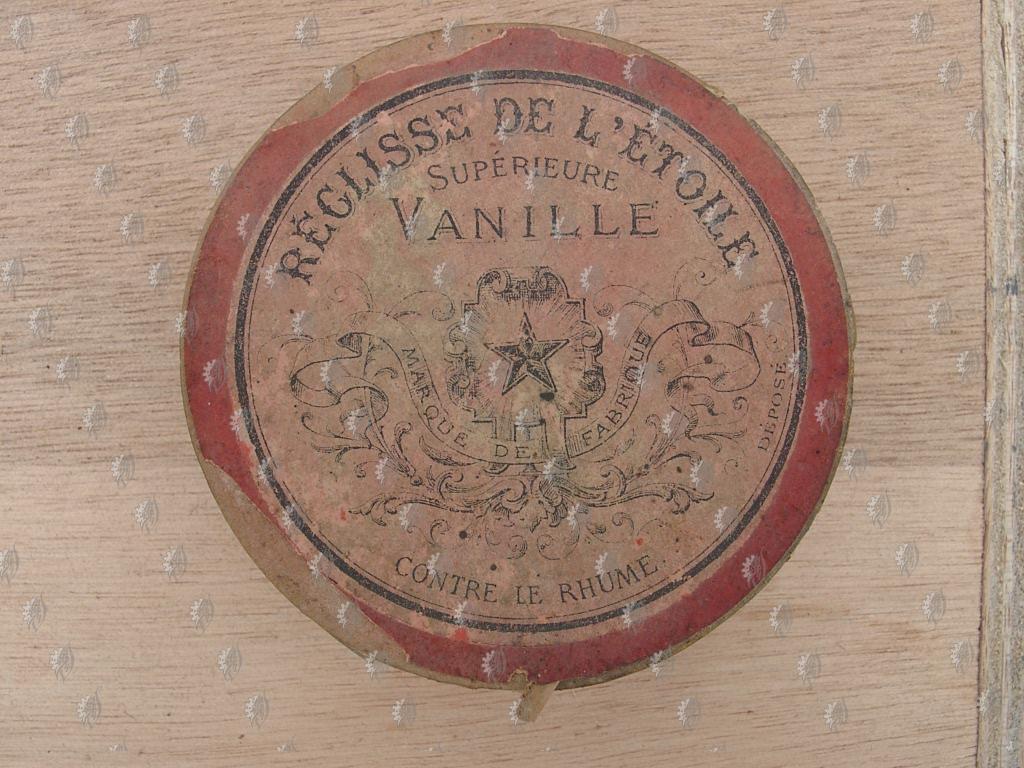 RÉGLISSE DE L'ÉTOILE
SUPÉRIEURE
VANILLE
MARQUE DE FABRIQUE
DÉPOSÉ
CONTRE LE RHUME